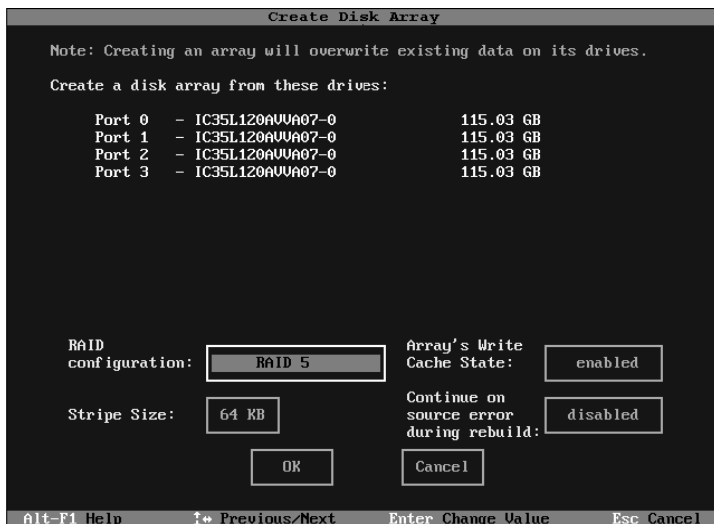 Create Disk Array
Note: Creating an array will overwrite existing data on its drives.
Create a disk array from these drives:
Port 0 - IC35L120AVVA07-0 115.03 GB
Port 1 - IC35L120AVVA07-0 115.03 GB
Port 2 - IC35L120AVVA07-0 115.03 GB
Port 3 - IC35L120AVVA07-0 115.03 GB
RAID
configuration: RAID 5
Array's Write
Cache State: enabled
Stripe Size: 64 KB
Continue on
source error disabled
during rebuild:
OK Cancel
Alt-F1 Help ↕↔ Previous/Next Enter Change Value Esc Cancel